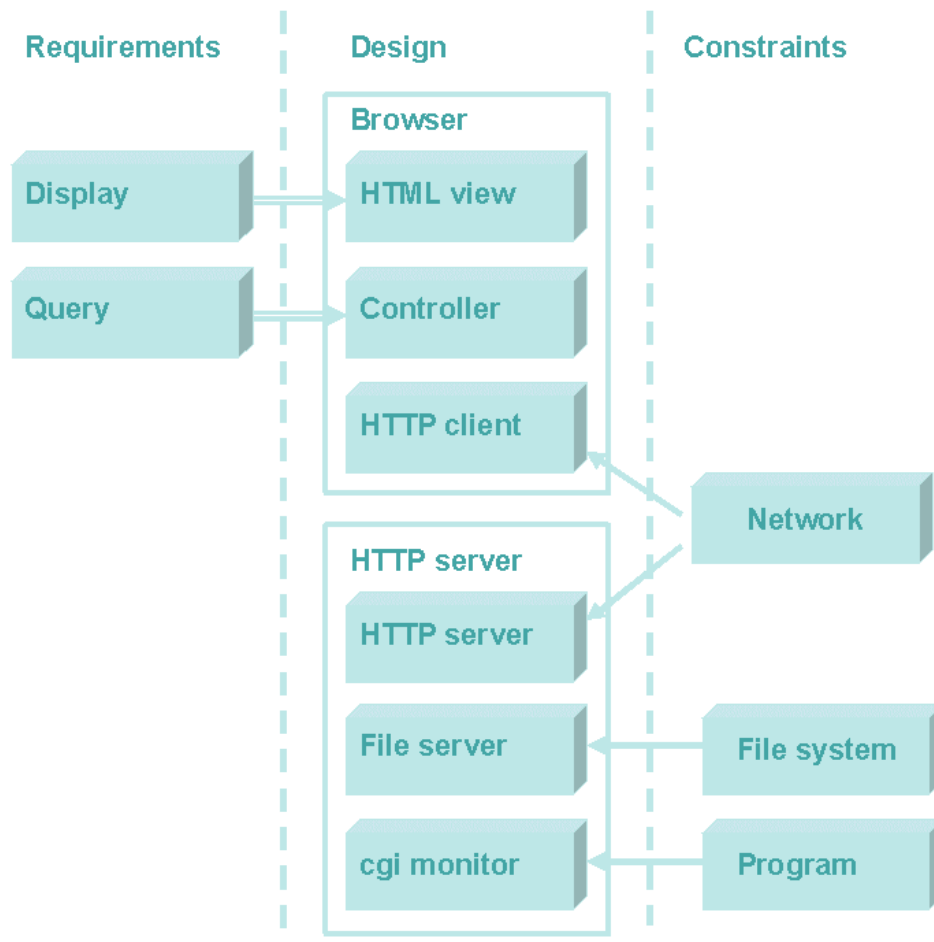 Requirements
Design
Constraints
Browser
Display
HTML view
Query
Controller
HTTP client
Network
HTTP server
HTTP server
File server
File system
cgi monitor
Program